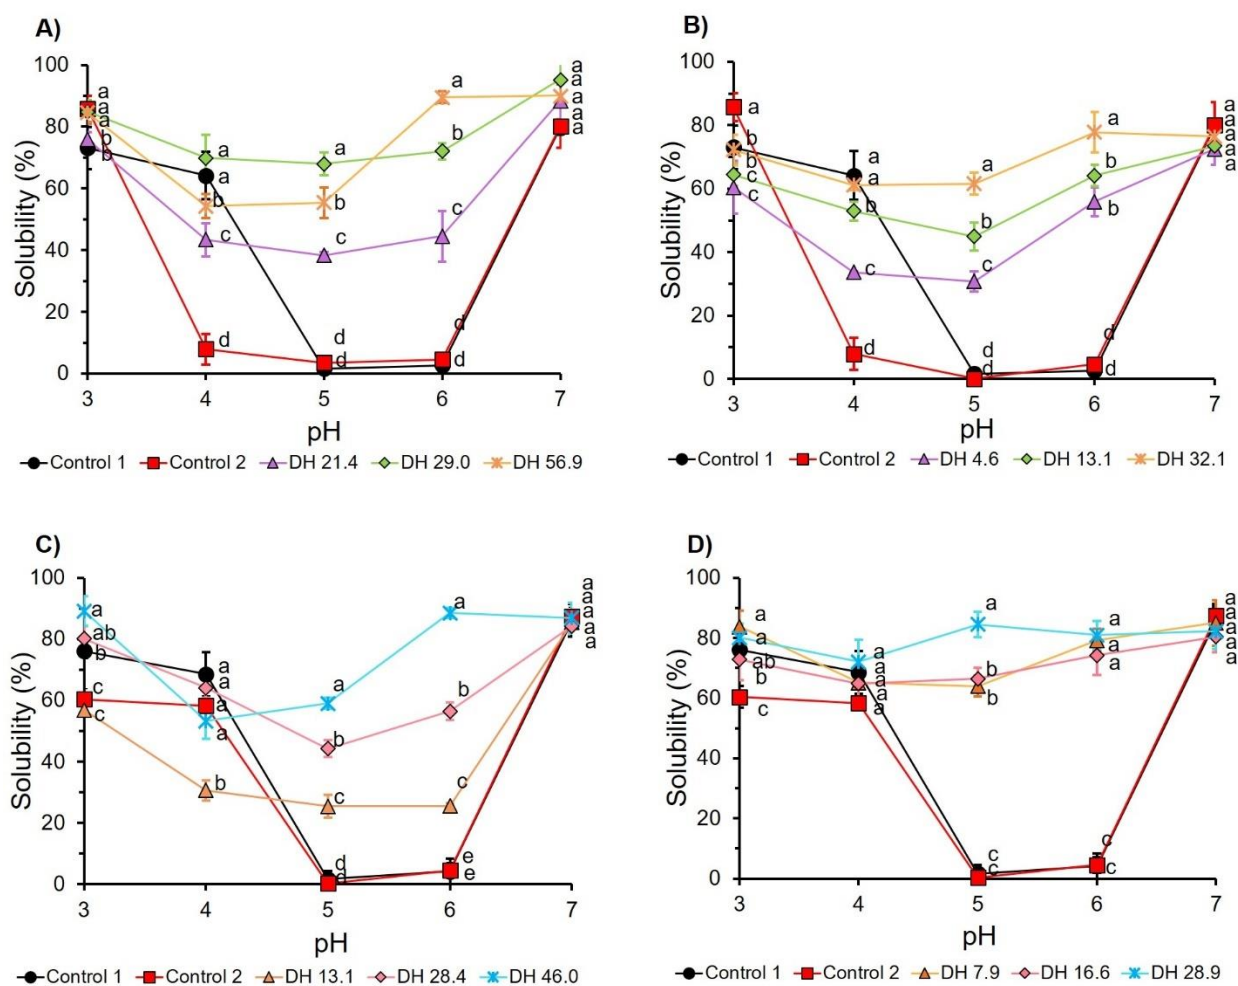 A)
100
80
60
40
20
0
Solubility (%)
a
a
a
b
b
a
a
b
c
d
a
b
c
d
d
a
b
c
d
d
a
a
a
a
a
3 4 5 6 7
pH
Control 1 Control 2 DH 21.4 DH 29.0 DH 56.9
B)
100
80
60
40
20
0
Solubility (%)
a
b
b
c
c
a
a
b
c
d
a
b
c
d
d
a
b
b
d
d
a
a
a
a
a
3 4 5 6 7
pH
Control 1 Control 2 DH 4.6 DH 13.1 DH 32.1
C)
100
80
60
40
20
0
Solubility (%)
a
ab
b
c
c
a
a
a
a
b
a
b
c
d
d
a
b
c
e
e
a
a
a
a
a
3 4 5 6 7
pH
Control 1 Control 2 DH 13.1 DH 28.4 DH 46.0
D)
100
80
60
40
20
0
Solubility (%)
a
a
ab
b
c
a
a
a
a
a
a
b
b
c
c
a
a
a
c
c
a
a
a
a
a
3 4 5 6 7
pH
Control 1 Control 2 DH 7.9 DH 16.6 DH 28.9